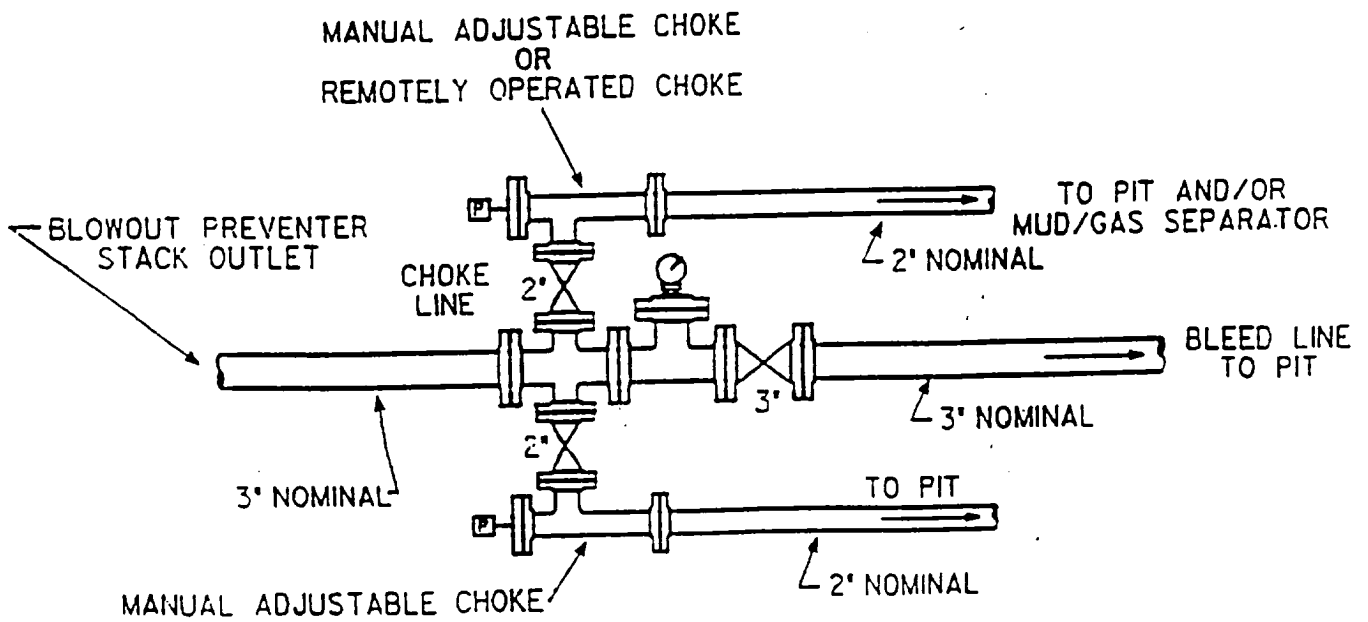 MANUAL ADJUSTABLE CHOKE
OR
REMOTELY OPERATED CHOKE
P
TO PIT AND/OR
MUD/GAS SEPARATOR
2" NOMINAL
BLOWOUT PREVENTER
STACK OUTLET
CHOKE
LINE
2"
BLEED LINE
TO PIT
3"
3" NOMINAL
2"
3" NOMINAL
TO PIT
P
2" NOMINAL
MANUAL ADJUSTABLE CHOKE